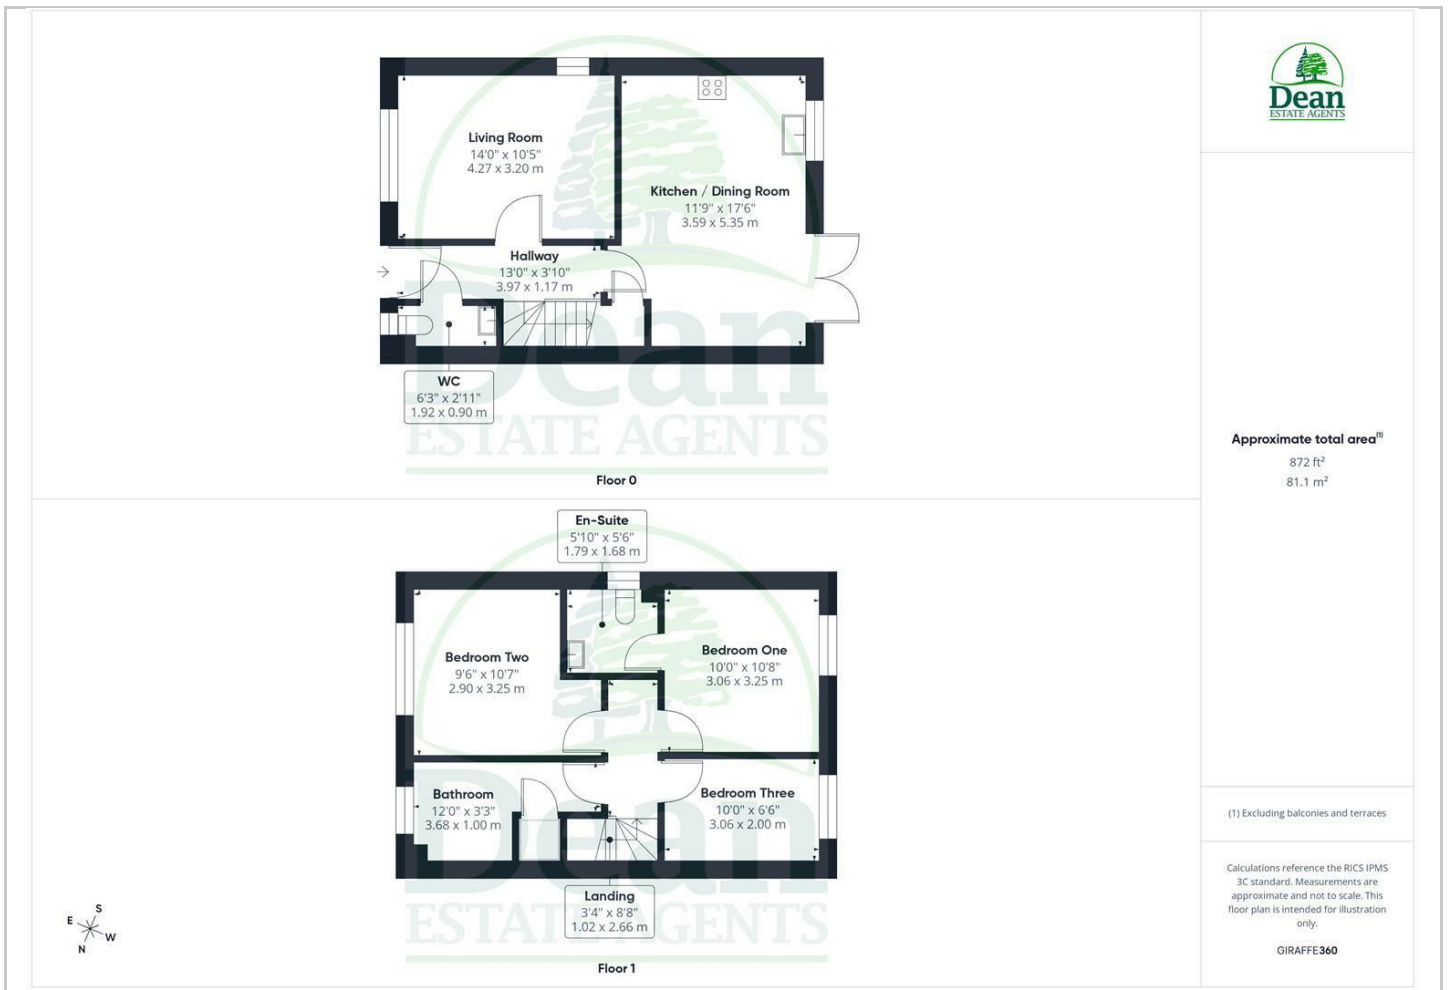 Living Room
14'0" x 10'5"
4.27 x 3.20 m
Kitchen / Dining Room
11'9" x 17'6"
3.59 x 5.35 m
Hallway
13'0" x 3'10"
3.97 x 1.17 m
WC
6'3" x 2'11"
1.92 x 0.90 m
Dean
ESTATE AGENTS
Floor 0
En-Suite
5'10" x 5'6"
1.79 x 1.68 m
Bedroom Two
9'6" x 10'7"
2.90 x 3.25 m
Bedroom One
10'0" x 10'8"
3.06 x 3.25 m
Bathroom
12'0" x 3'3"
3.68 x 1.00 m
Bedroom Three
10'0" x 6'6"
3.06 x 2.00 m
Landing
3'4" x 8'8"
1.02 x 2.66 m
Dean
ESTATE AGENTS
Floor 1
S
E
W
N
Dean
ESTATE AGENTS
Approximate total area(1)
872 ft²
81.1 m²
(1) Excluding balconies and terraces
Calculations reference the RICS IPMS
3C standard. Measurements are
approximate and not to scale. This
floor plan is intended for illustration
only.
GIRAFFE360